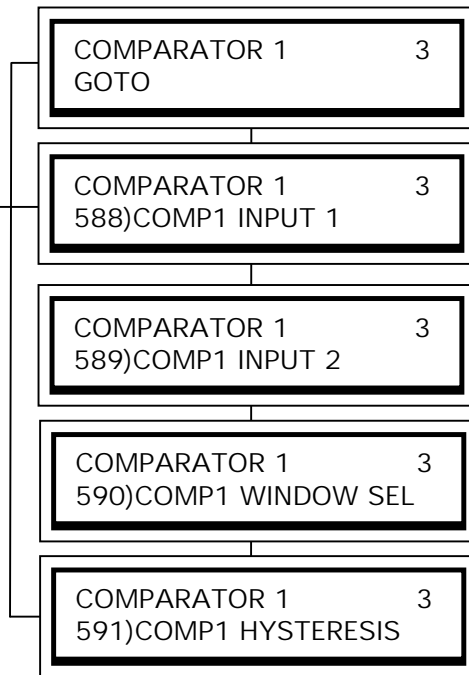 COMPARATOR 1 3
GOTO
COMPARATOR 1 3
588)COMP1 INPUT 1
COMPARATOR 1 3
589)COMP1 INPUT 2
COMPARATOR 1 3
590)COMP1 WINDOW SEL
COMPARATOR 1 3
591)COMP1 HYSTERESIS